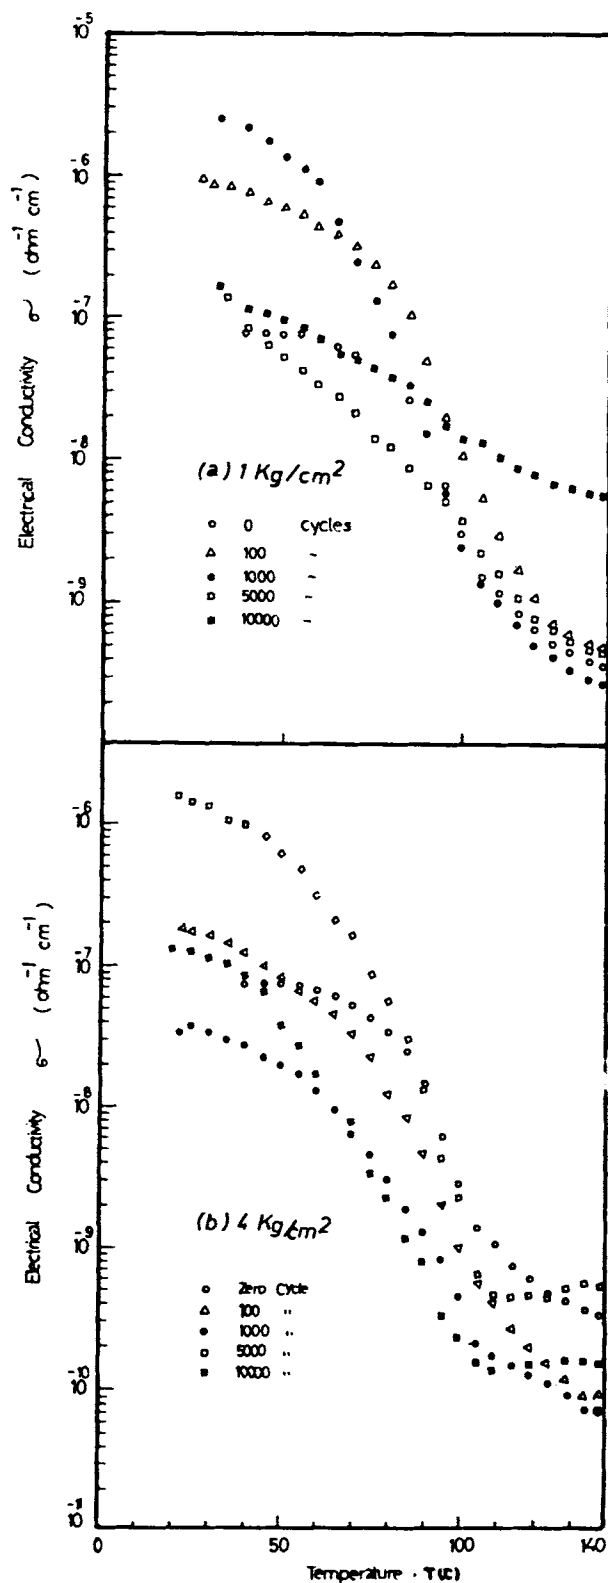 10-5
10-6
10-7
10-8
10-9
Electrical Conductivity σ (ohm-1 cm-1)
(a) 1 Kg/cm2
0 cycles
100 "
1000 "
5000 "
10000 "
10-6
10-7
10-8
10-9
10-10
10-11
Electrical Conductivity σ (ohm-1 cm-1)
(b) 4 Kg/cm2
Zero Cycle
100 "
1000 "
5000 "
10000 "
0 50 100 140
Temperature . T(C)